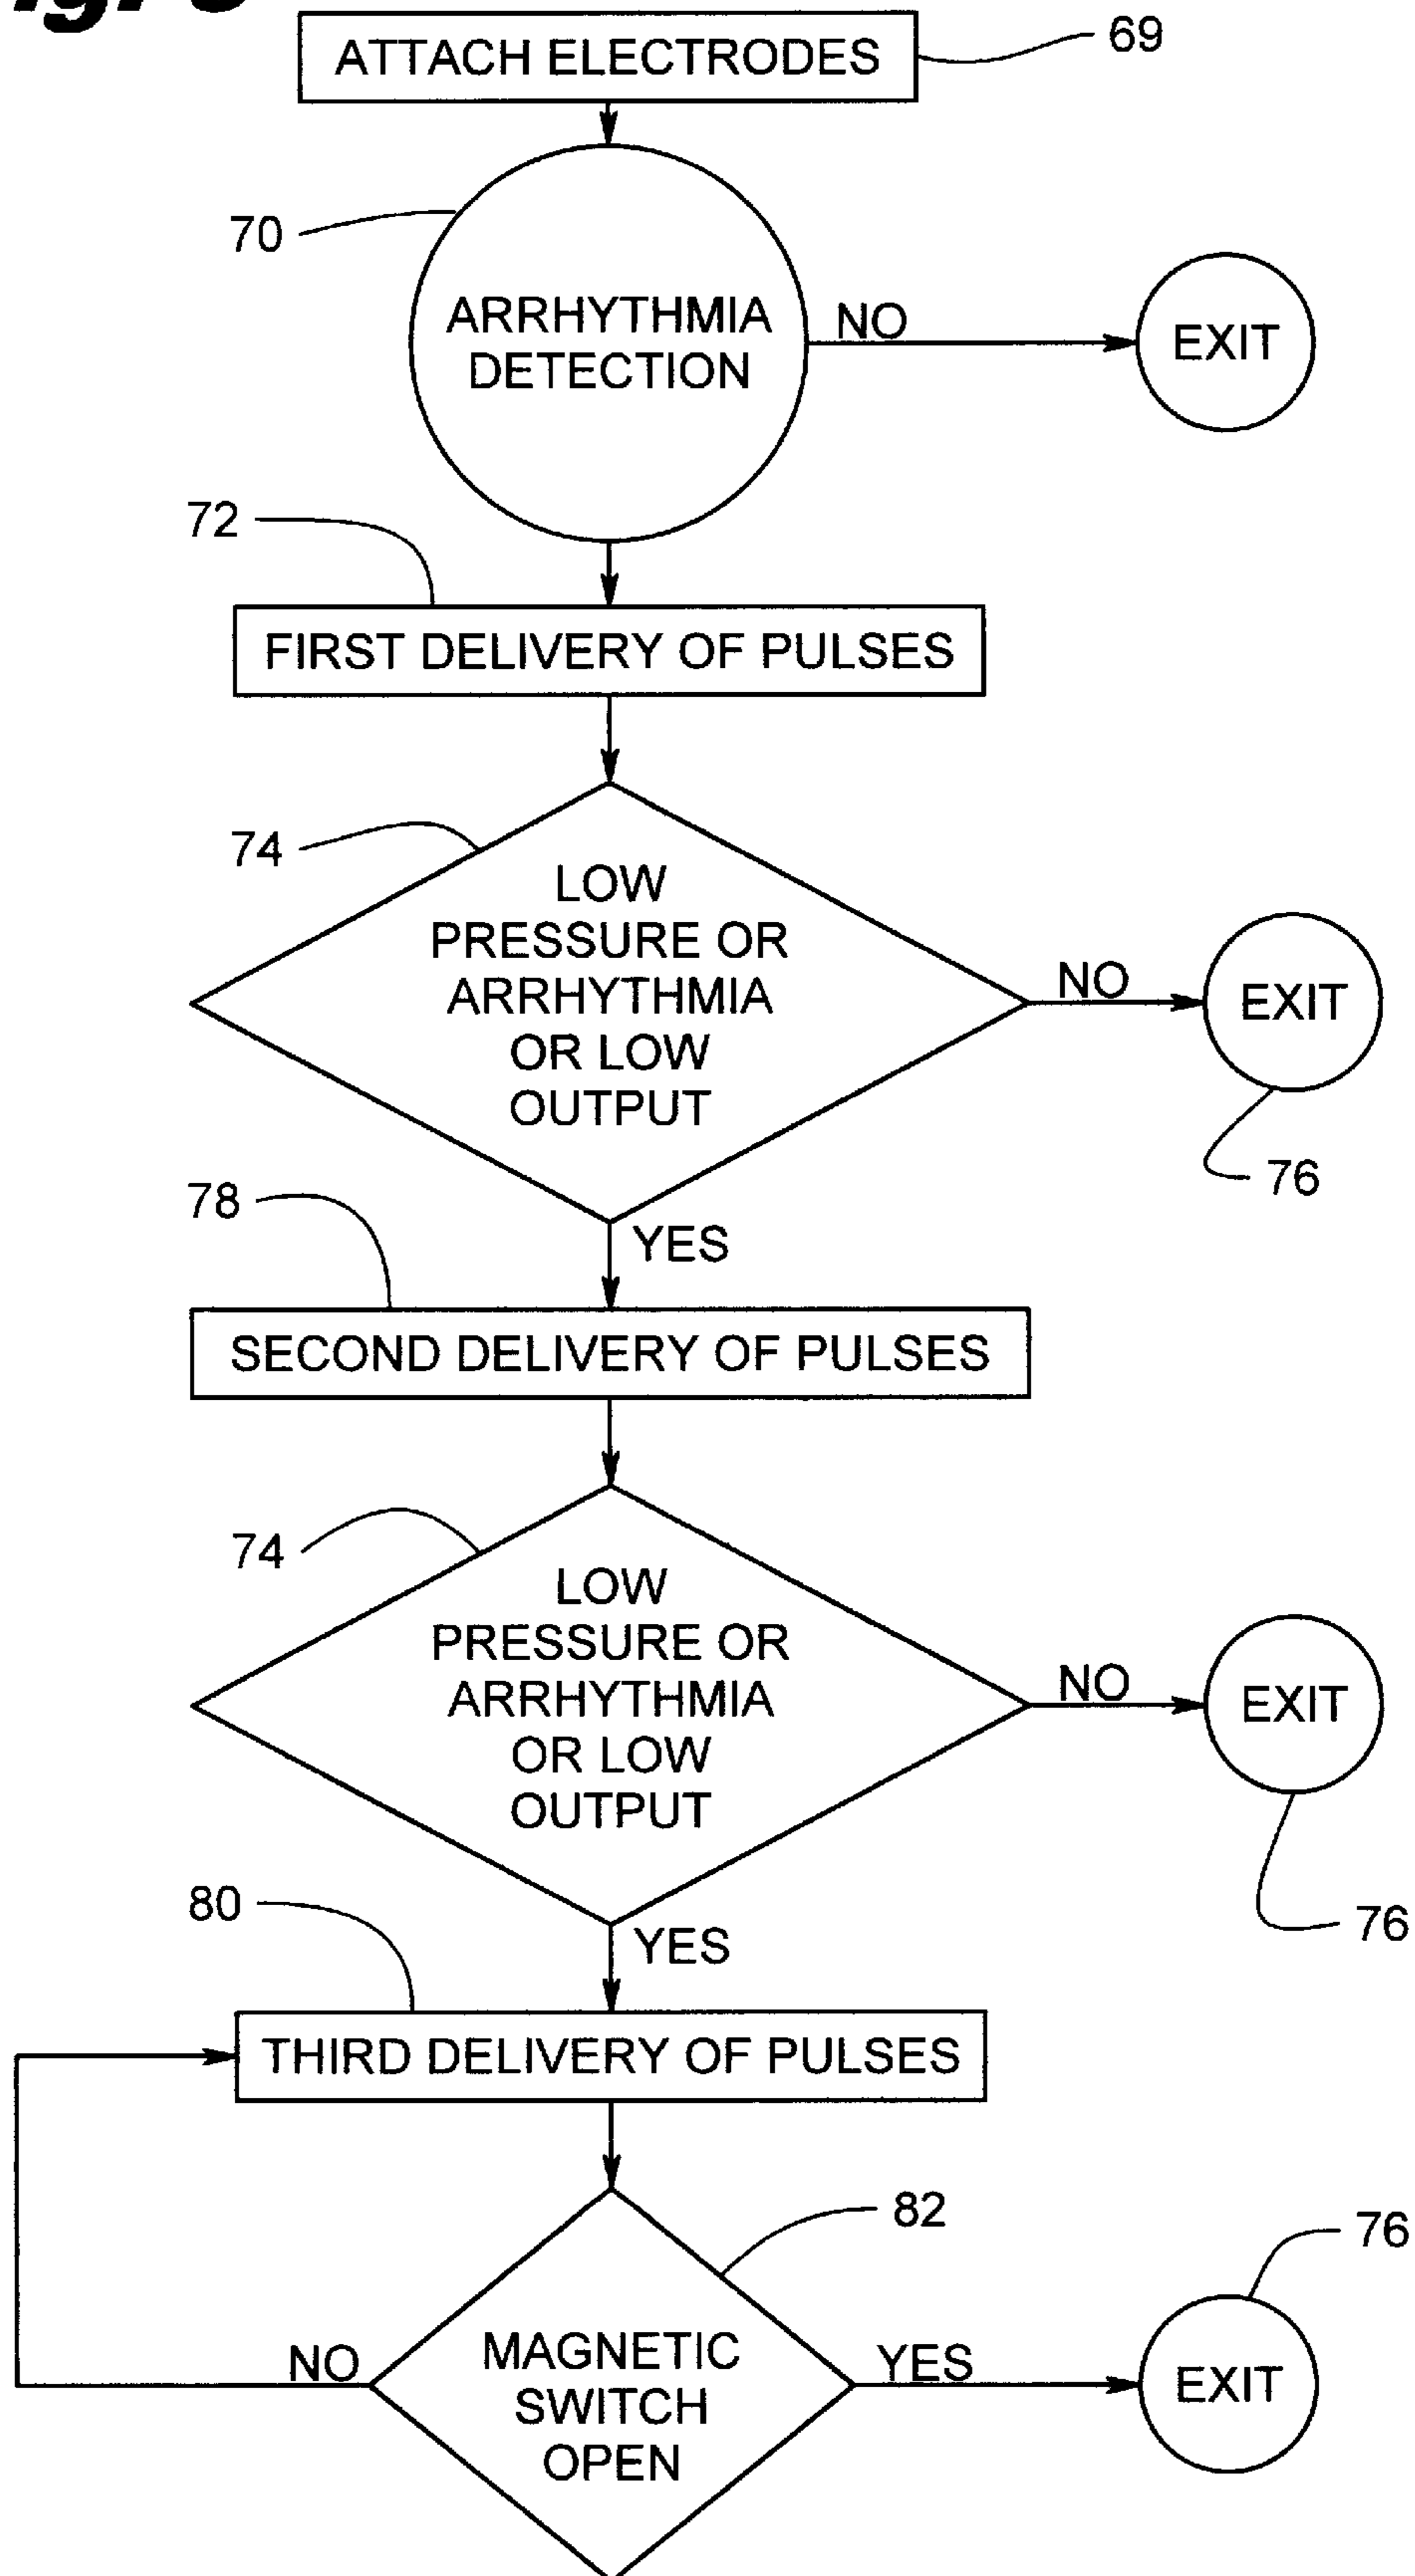 ATTACH ELECTRODES
69
70
ARRHYTHMIA
DETECTION
NO
EXIT
72
FIRST DELIVERY OF PULSES
74
LOW
PRESSURE OR
ARRHYTHMIA
OR LOW
OUTPUT
NO
EXIT
76
78
YES
SECOND DELIVERY OF PULSES
74
LOW
PRESSURE OR
ARRHYTHMIA
OR LOW
OUTPUT
NO
EXIT
76
80
YES
THIRD DELIVERY OF PULSES
82
76
NO
MAGNETIC
SWITCH
OPEN
YES
EXIT